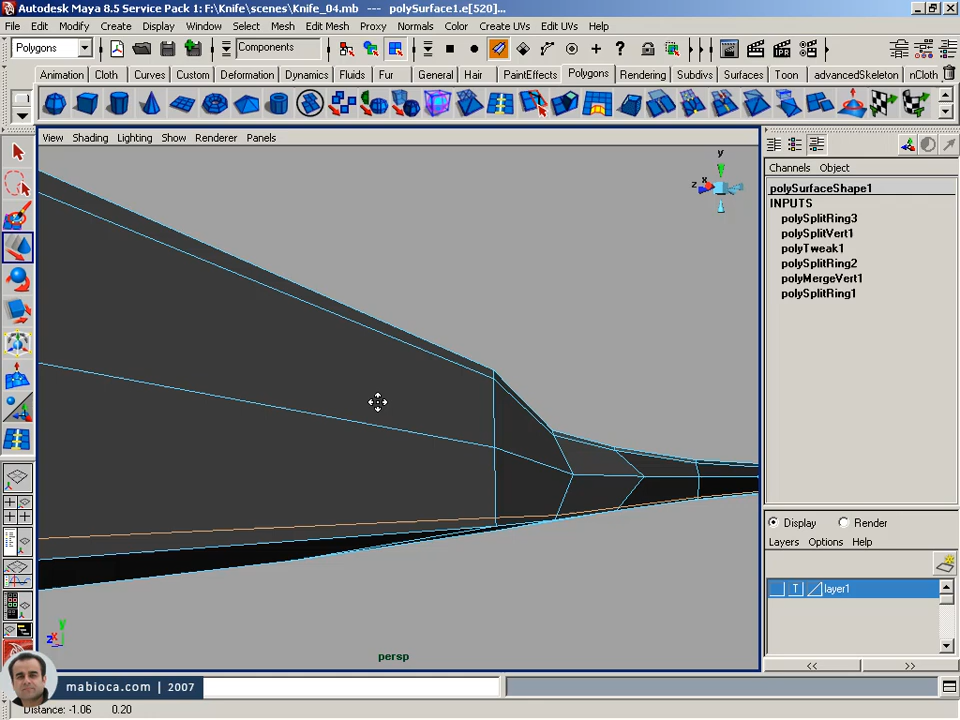 Autodesk Maya 8.5 Service Pack 1: F:\Knife\scenes\Knife_04.mb --- polySurface1.e[520]...
File Edit Modify Create Display Window Select Mesh Edit Mesh Proxy Normals Color Create UVs Edit UVs Help
Polygons Components
Animation Cloth Curves Custom Deformation Dynamics Fluids Fur General Hair PaintEffects Polygons Rendering Subdivs Surfaces Toon advancedSkeleton nCloth
View Shading Lighting Show Renderer Panels
Channels Object
polySurfaceShape1
INPUTS
polySplitRing3
polySplitVert1
polyTweak1
polySplitRing2
polyMergeVert1
polySplitRing1
y
z x
Display Render
Layers Options Help
T layer1
y
z x
persp
<< >>
mabioca.com | 2007
Distance: -1.06 0.20